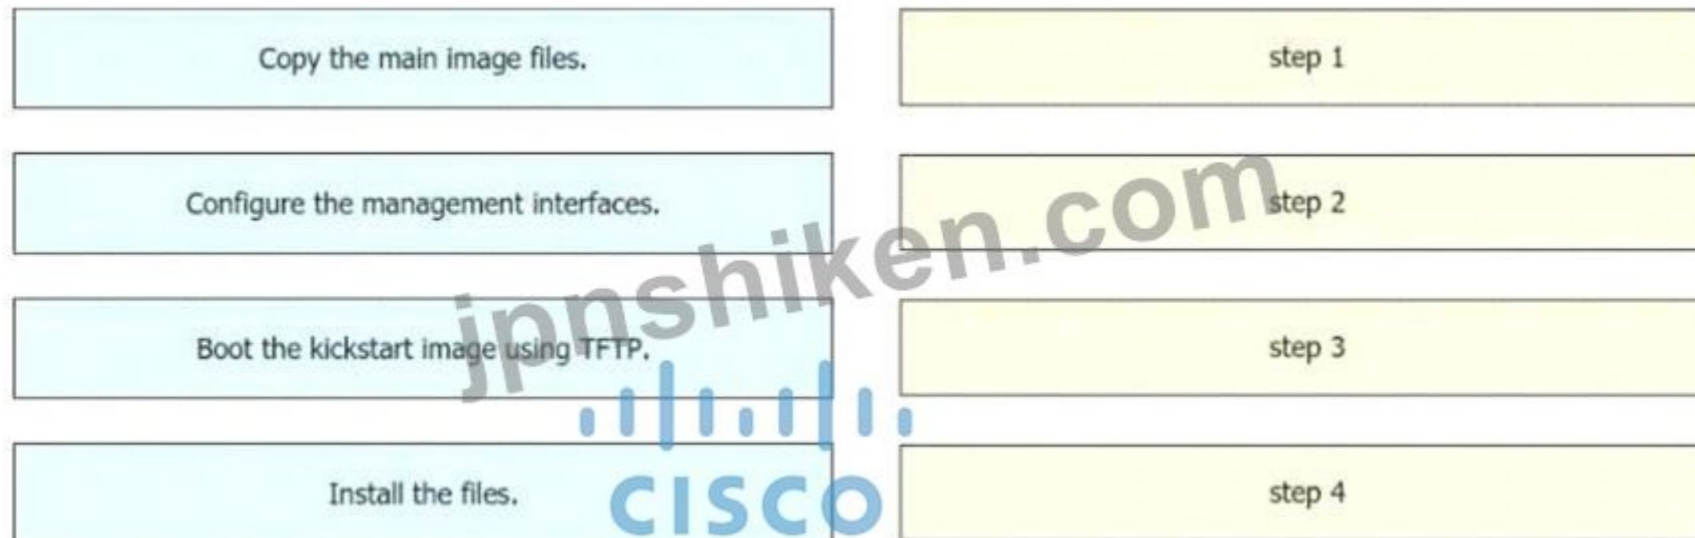 Copy the main image files.
step 1
Configure the management interfaces.
step 2
Boot the kickstart image using TFTP.
step 3
Install the files.
step 4
jpnshiken.com
CISCO